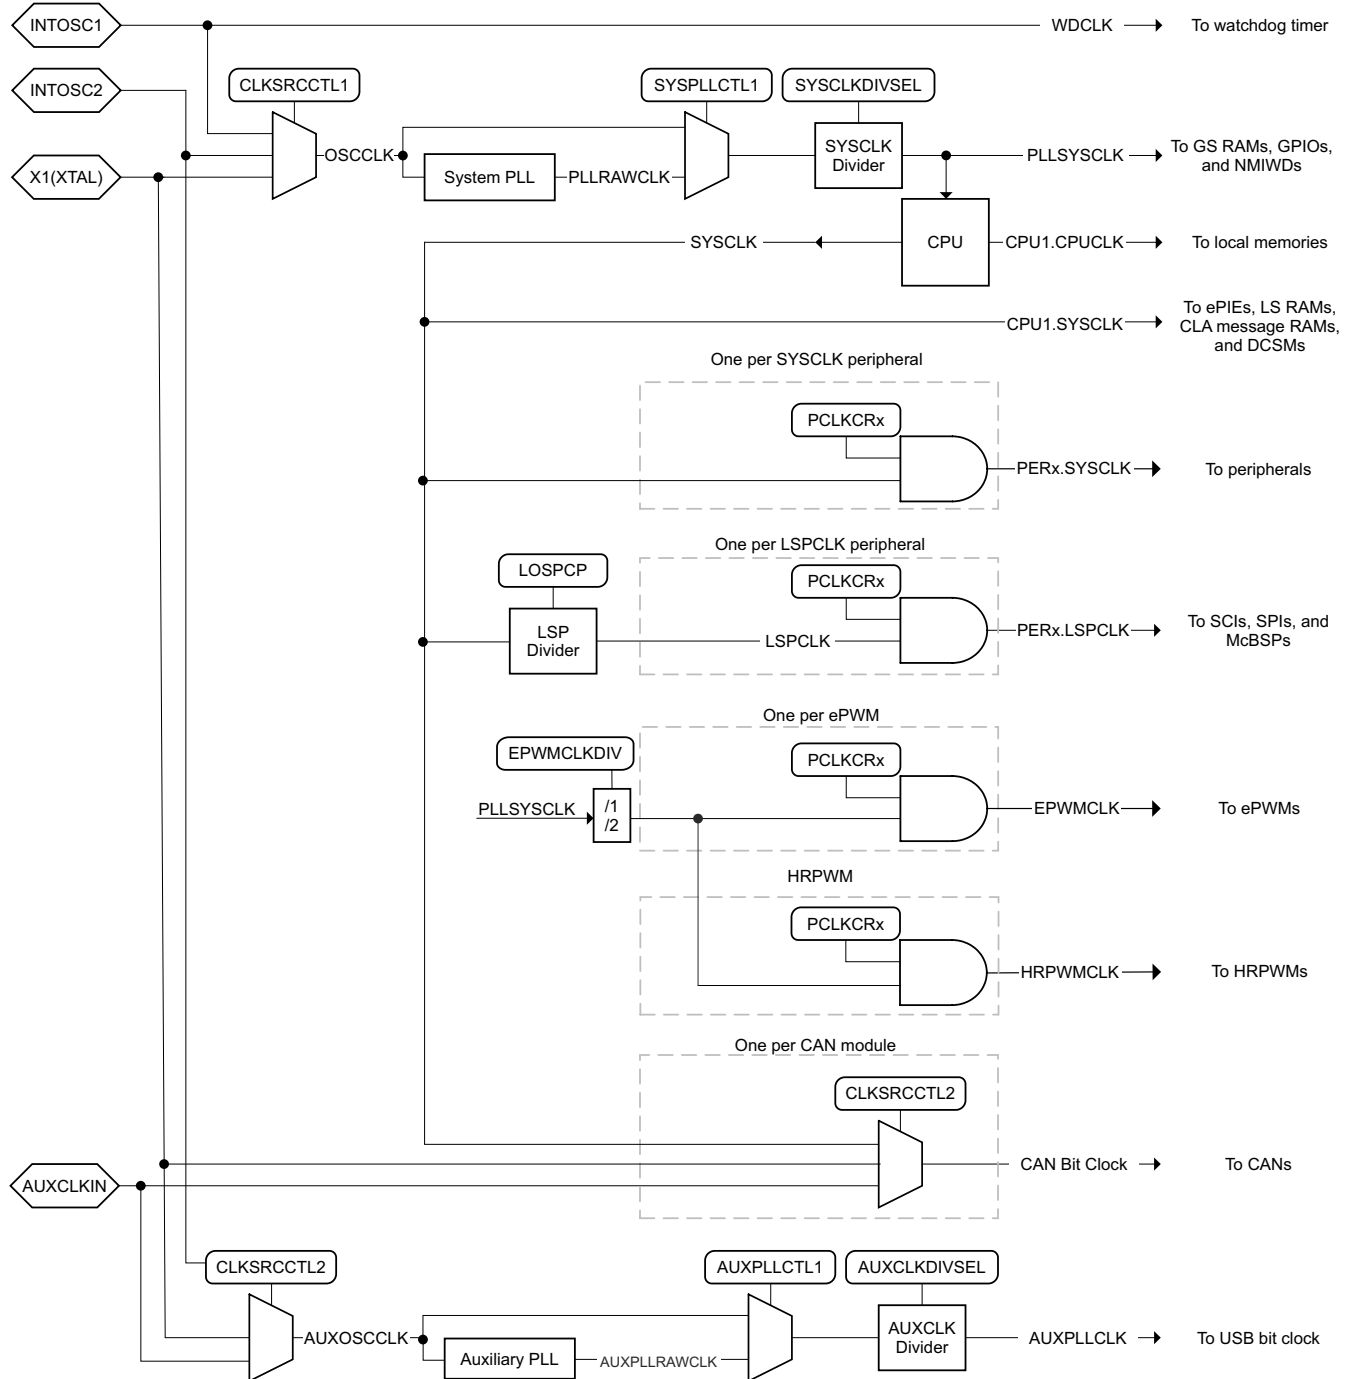 INTOSC1
WDCLK
To watchdog timer
INTOSC2
CLKSRCCTL1
SYSPLLCTL1
SYSCLKDIVSEL
X1(XTAL)
OSCCLK
System PLL
PLLRAWCLK
SYSCLK
Divider
PLLSYSCLK
To GS RAMs, GPIOs,
and NMIWDs
SYSCLK
CPU
CPU1.CPUCLK
To local memories
CPU1.SYSCLK
To ePIEs, LS RAMs,
CLA message RAMs,
and DCSMs
One per SYSCLK peripheral
PCLKCRx
PERx.SYSCLK
To peripherals
One per LSPCLK peripheral
LOSPCP
PCLKCRx
LSP
Divider
LSPCLK
PERx.LSPCLK
To SCIs, SPIs, and
McBSPs
One per ePWM
EPWMCLKDIV
PCLKCRx
PLLSYSCLK
/1
/2
EPWMCLK
To ePWMs
HRPWM
PCLKCRx
HRPWMCLK
To HRPWMs
One per CAN module
CLKSRCCTL2
CAN Bit Clock
To CANs
AUXCLKIN
CLKSRCCTL2
AUXPLLCTL1
AUXCLKDIVSEL
AUXOSCCLK
Auxiliary PLL
AUXPLLRAWCLK
AUXCLK
Divider
AUXPLLCLK
To USB bit clock